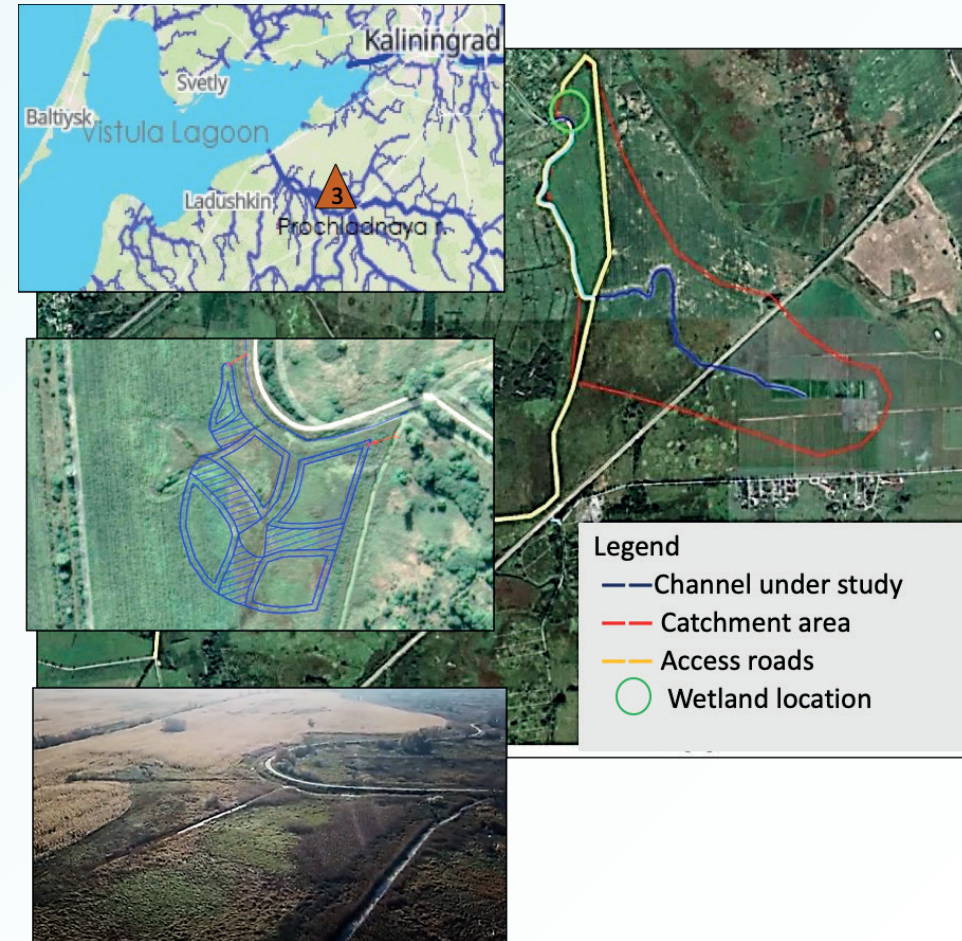 Kaliningrad
Svetly
Baltiysk
Vistula Lagoon
Ladushkin
3
Prochladnaya r.
Legend
Channel under study
Catchment area
Access roads
Wetland location